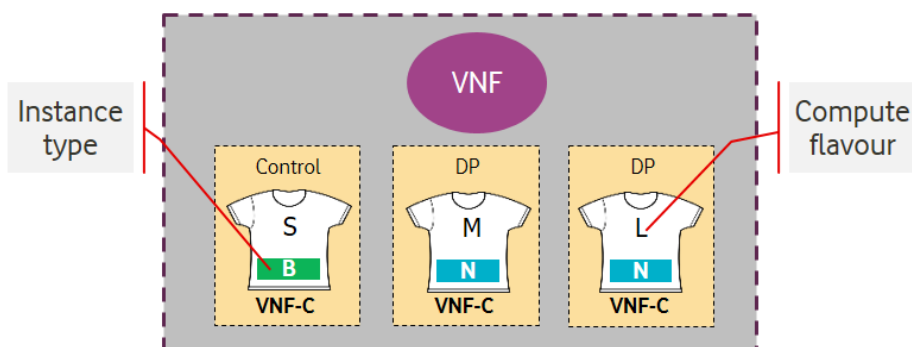 VNF
Instance
type
Compute
flavour
Control
DP
DP
S
M
L
B
N
N
VNF-C
VNF-C
VNF-C